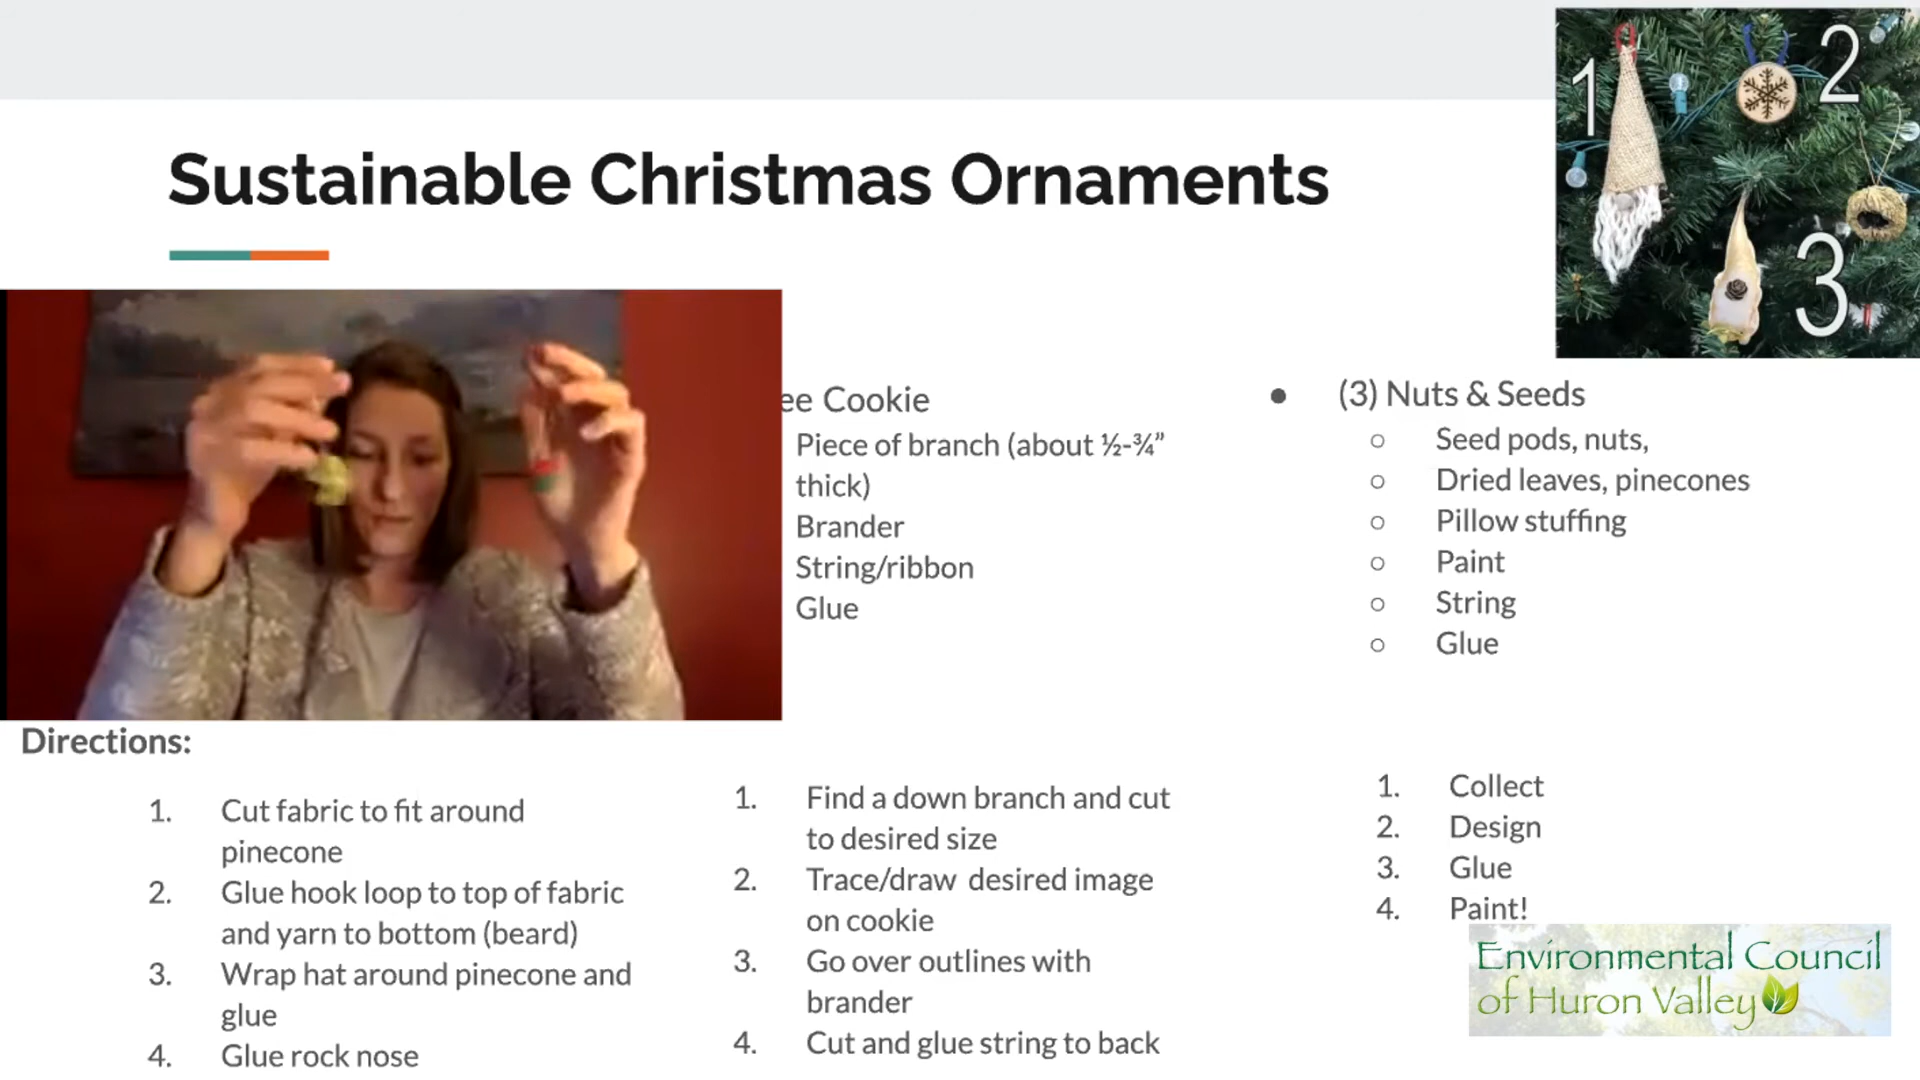 1
2
3
Sustainable Christmas Ornaments
ee Cookie
Piece of branch (about ½-¾”
thick)
Brander
String/ribbon
Glue
● (3) Nuts & Seeds
○ Seed pods, nuts,
○ Dried leaves, pinecones
○ Pillow stuffing
○ Paint
○ String
○ Glue
Directions:
1. Cut fabric to fit around
pinecone
2. Glue hook loop to top of fabric
and yarn to bottom (beard)
3. Wrap hat around pinecone and
glue
4. Glue rock nose
1. Find a down branch and cut
to desired size
2. Trace/draw desired image
on cookie
3. Go over outlines with
brander
4. Cut and glue string to back
1. Collect
2. Design
3. Glue
4. Paint!
Environmental Council
of Huron Valley